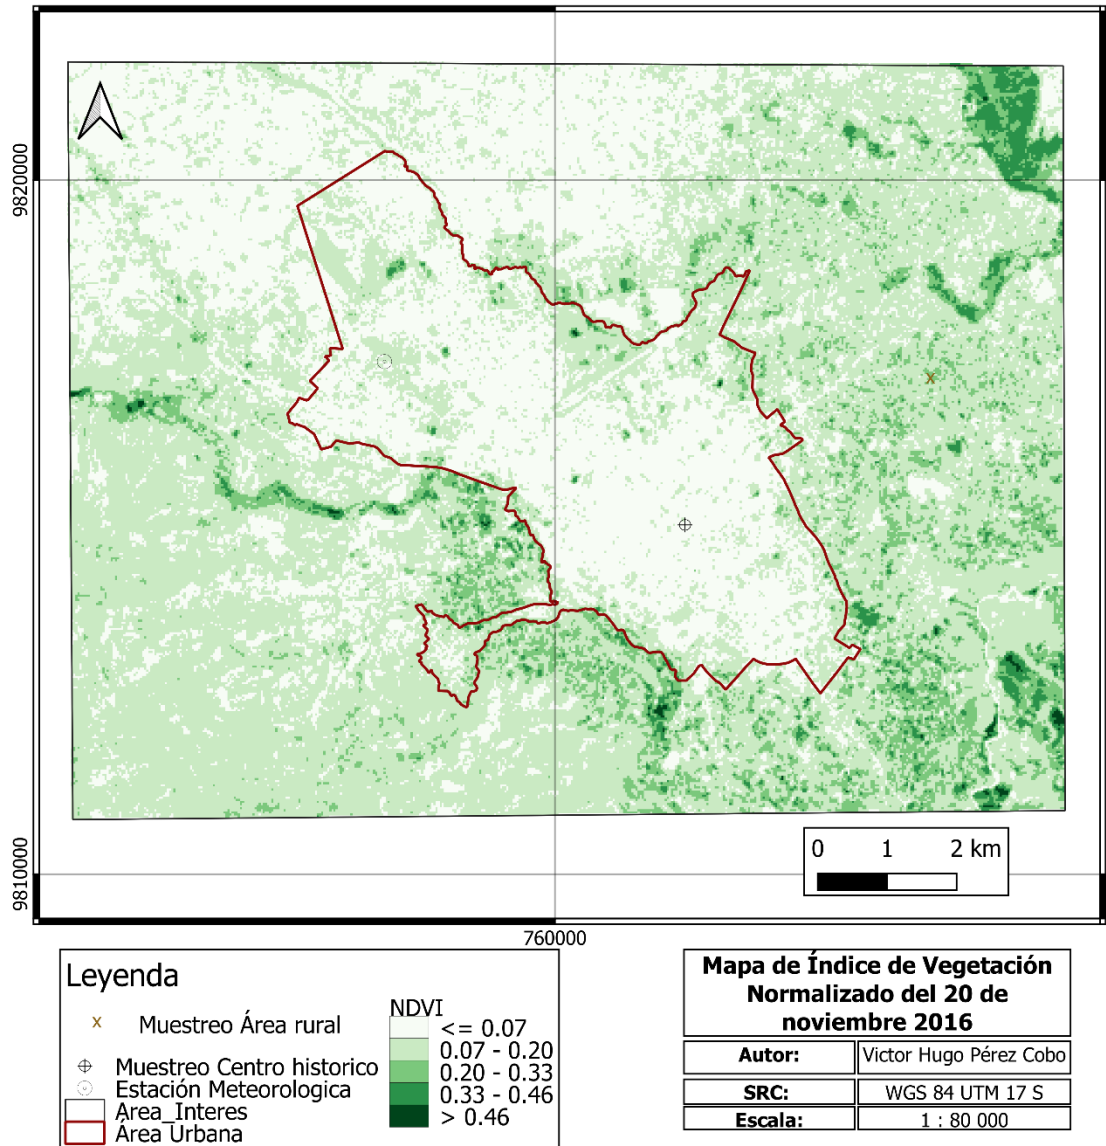 9820000
9810000
0 1 2 km
760000
Leyenda
x Muestreo Área rural
Muestreo Centro historico
Estación Meteorologica
Area_Interes
Área Urbana
NDVI
<= 0.07
0.07 - 0.20
0.20 - 0.33
0.33 - 0.46
> 0.46
Mapa de Índice de Vegetación
Normalizado del 20 de
noviembre 2016
Autor: Victor Hugo Pérez Cobo
SRC: WGS 84 UTM 17 S
Escala: 1 : 80 000